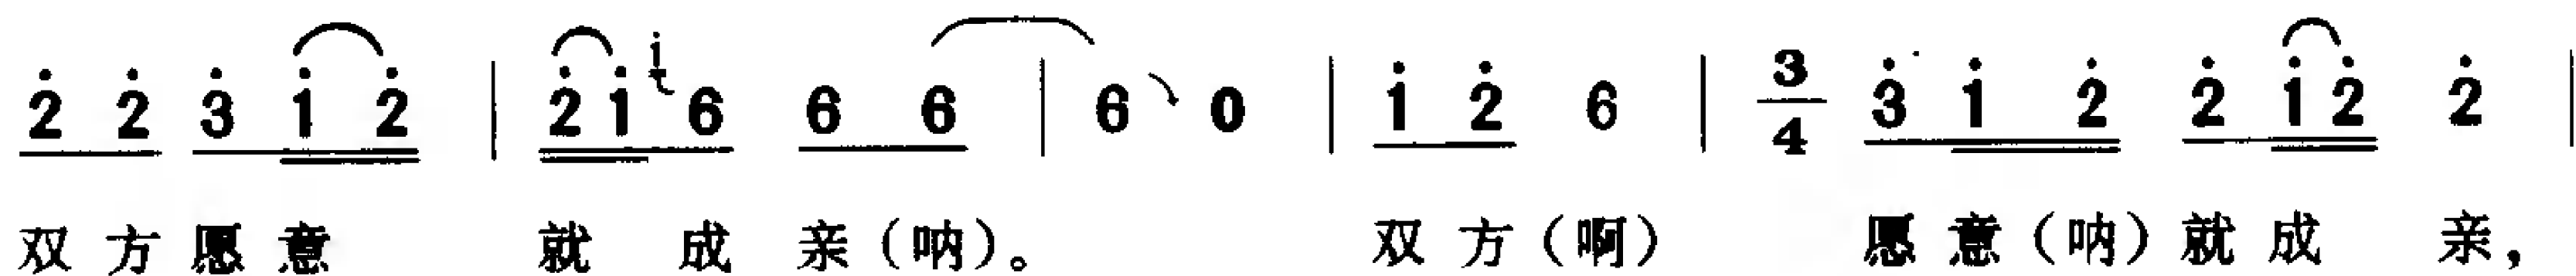 2̇ 2̇ 3̇ 1̇ 2̇ | 2̇ 1̇ 1̇ 6 6 6 | 6 0 | 1̇ 2̇ 6 | 3/4 3̇ 1̇ 2̇ 2̇ 1̇ 2̇ 2̇ |
双方愿意 就 成 亲(呐)。 双方(啊) 愿意(呐)就成 亲,